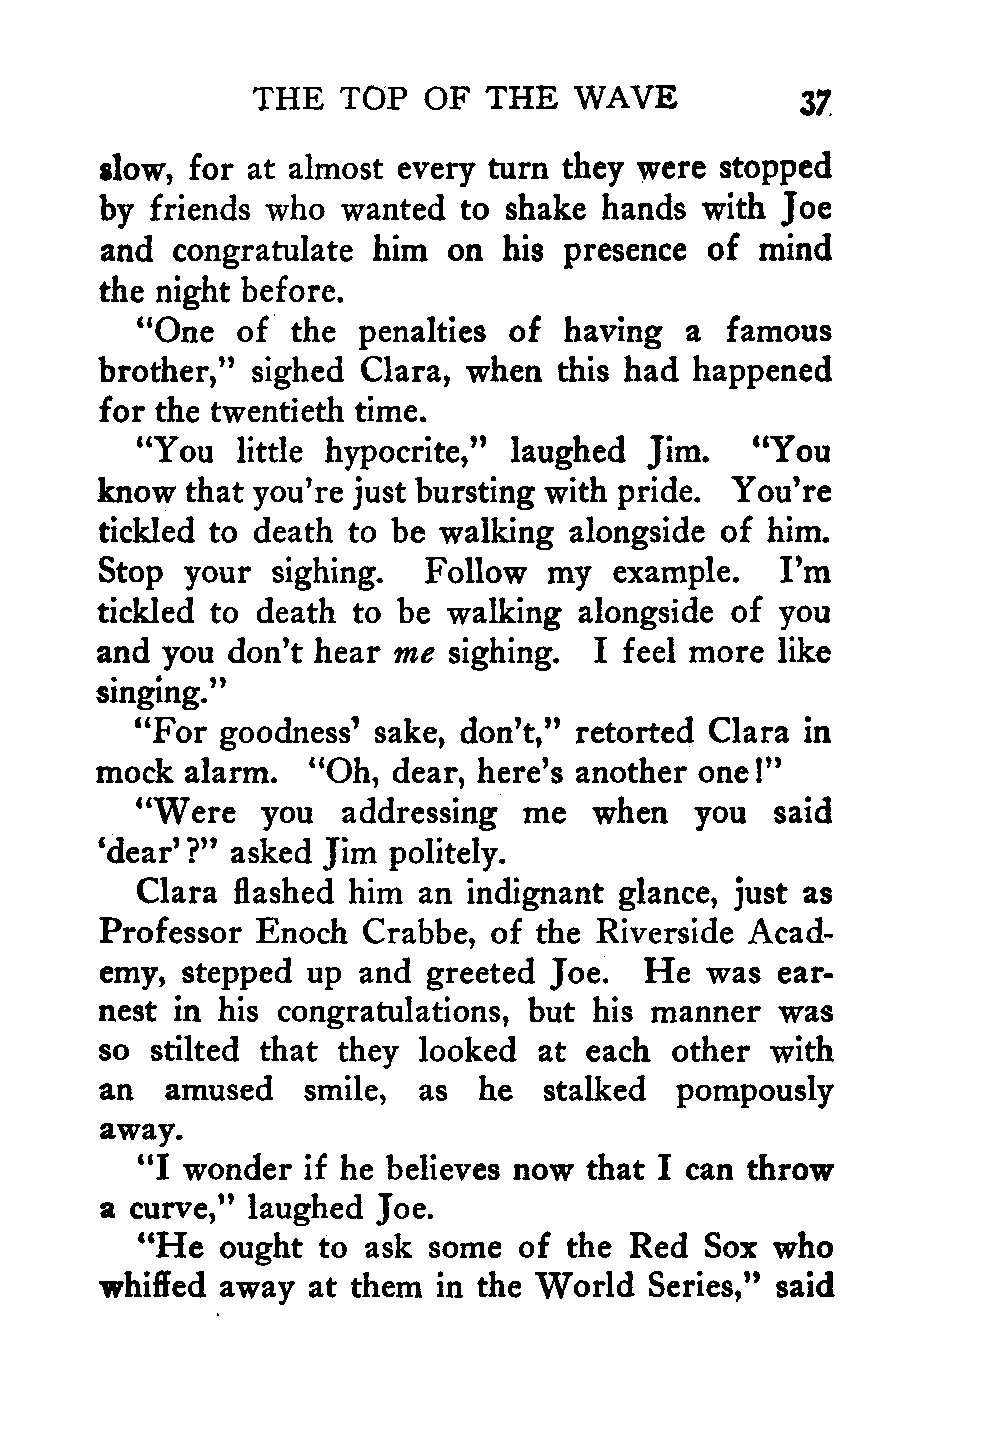 THE TOP OF THE WAVE 37
slow, for at almost every turn they were stopped
by friends who wanted to shake hands with Joe
and congratulate him on his presence of mind
the night before.
“One of the penalties of having a famous
brother,” sighed Clara, when this had happened
for the twentieth time.
“You little hypocrite,” laughed Jim. “You
know that you’re just bursting with pride. You’re
tickled to death to be walking alongside of him.
Stop your sighing. Follow my example. I’m
tickled to death to be walking alongside of you
and you don’t hear me sighing. I feel more like
singing.”
“For goodness’ sake, don’t,” retorted Clara in
mock alarm. “Oh, dear, here’s another one!”
“Were you addressing me when you said
‘dear’?” asked Jim politely.
Clara flashed him an indignant glance, just as
Professor Enoch Crabbe, of the Riverside Acad-
emy, stepped up and greeted Joe. He was ear-
nest in his congratulations, but his manner was
so stilted that they looked at each other with
an amused smile, as he stalked pompously
away.
“I wonder if he believes now that I can throw
a curve,” laughed Joe.
“He ought to ask some of the Red Sox who
whiffed away at them in the World Series,” said